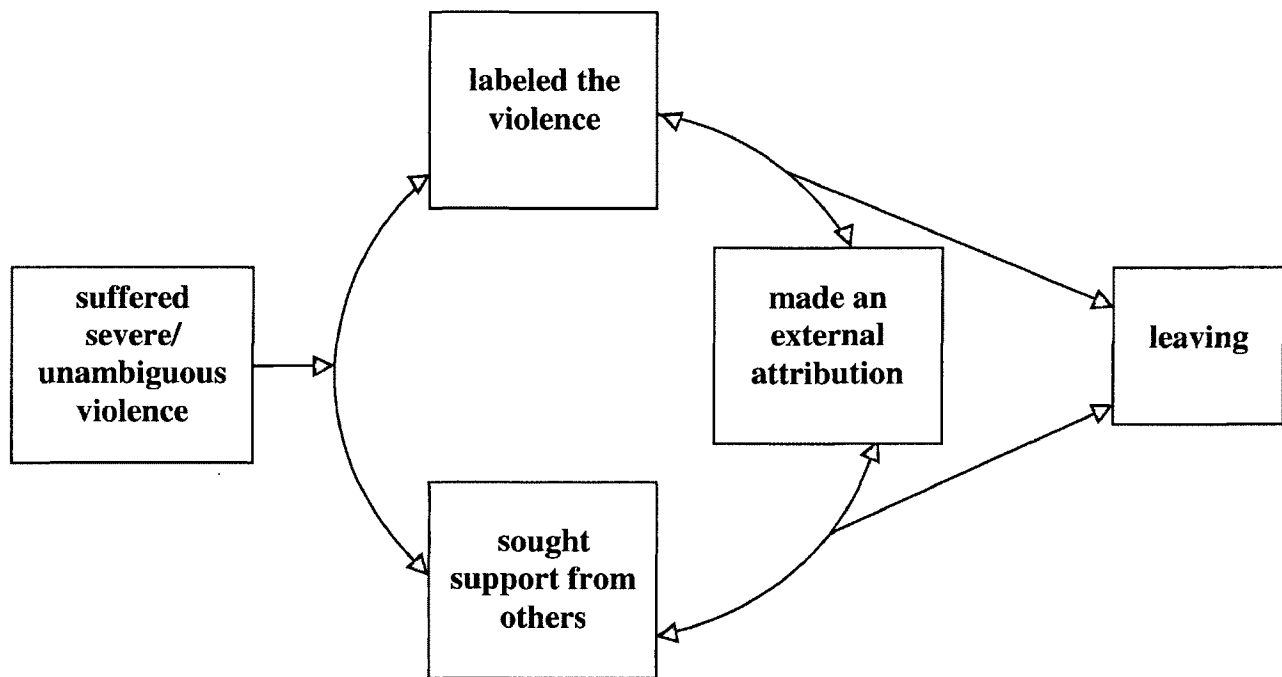 labeled the
violence
suffered
severe/
unambiguous
violence
made an
external
attribution
leaving
sought
support from
others